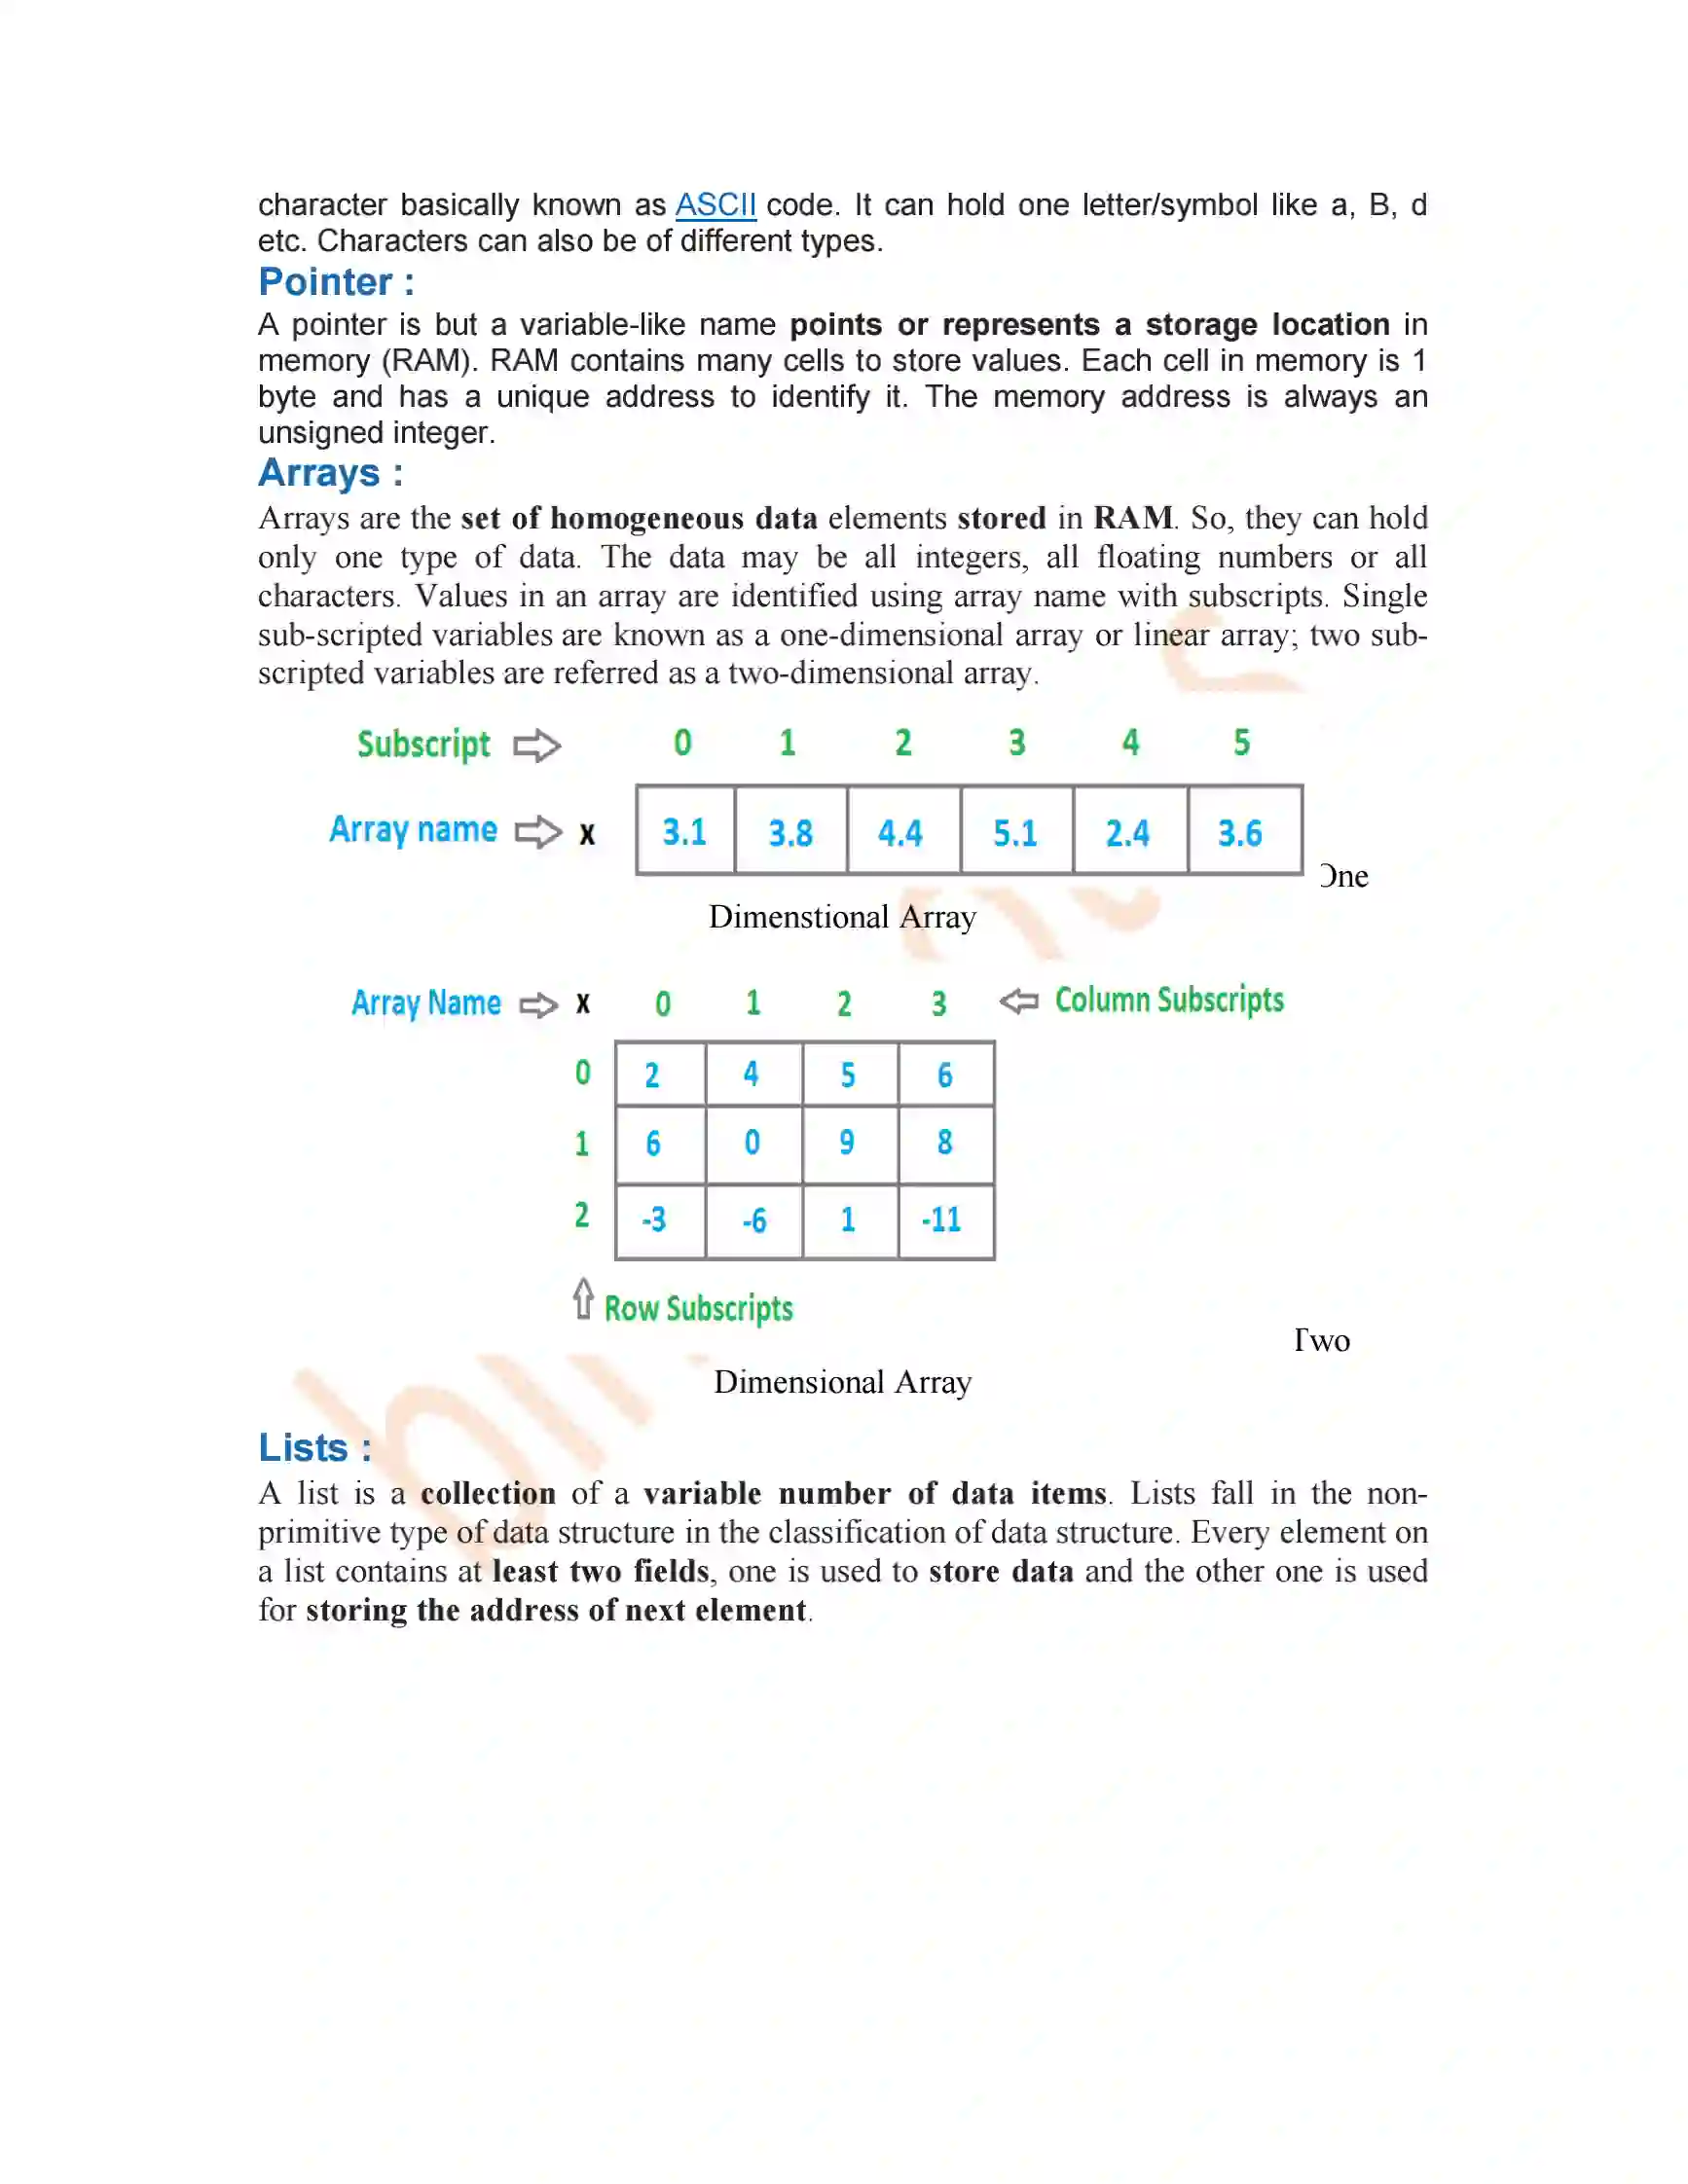 character basically known as ASCII code. It can hold one letter/symbol like a, B, d
etc. Characters can also be of different types.
Pointer :
A pointer is but a variable-like name points or represents a storage location in
memory (RAM). RAM contains many cells to store values. Each cell in memory is 1
byte and has a unique address to identify it. The memory address is always an
unsigned integer.
Arrays :
Arrays are the set of homogeneous data elements stored in RAM. So, they can hold
only one type of data. The data may be all integers, all floating numbers or all
characters. Values in an array are identified using array name with subscripts. Single
sub-scripted variables are known as a one-dimensional array or linear array; two sub-
scripted variables are referred as a two-dimensional array.
Subscript 0 1 2 3 4 5
Array name x 3.1 3.8 4.4 5.1 2.4 3.6
One
Dimenstional Array
Array Name x 0 1 2 3 Column Subscripts
0 2 4 5 6
1 6 0 9 8
2 -3 -6 1 -11
Row Subscripts
Two
Dimensional Array
Lists :
A list is a collection of a variable number of data items. Lists fall in the non-
primitive type of data structure in the classification of data structure. Every element on
a list contains at least two fields, one is used to store data and the other one is used
for storing the address of next element.